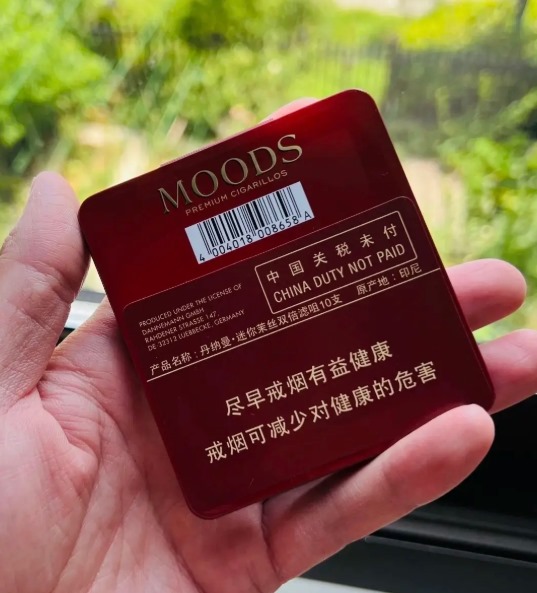 MOODS
PREMIUM CIGARILLOS
4 004018 008658 A
中国关税未付
CHINA DUTY NOT PAID
PRODUCED UNDER THE LICENSE OF
DANNEMANN GMBH
RAHDENER STRASSE 147,
DE 32312 LUEBBECKE, GERMANY
产品名称：丹纳曼·迷你茉丝双倍滤咀10支 原产地：印尼
尽早戒烟有益健康
戒烟可减少对健康的危害